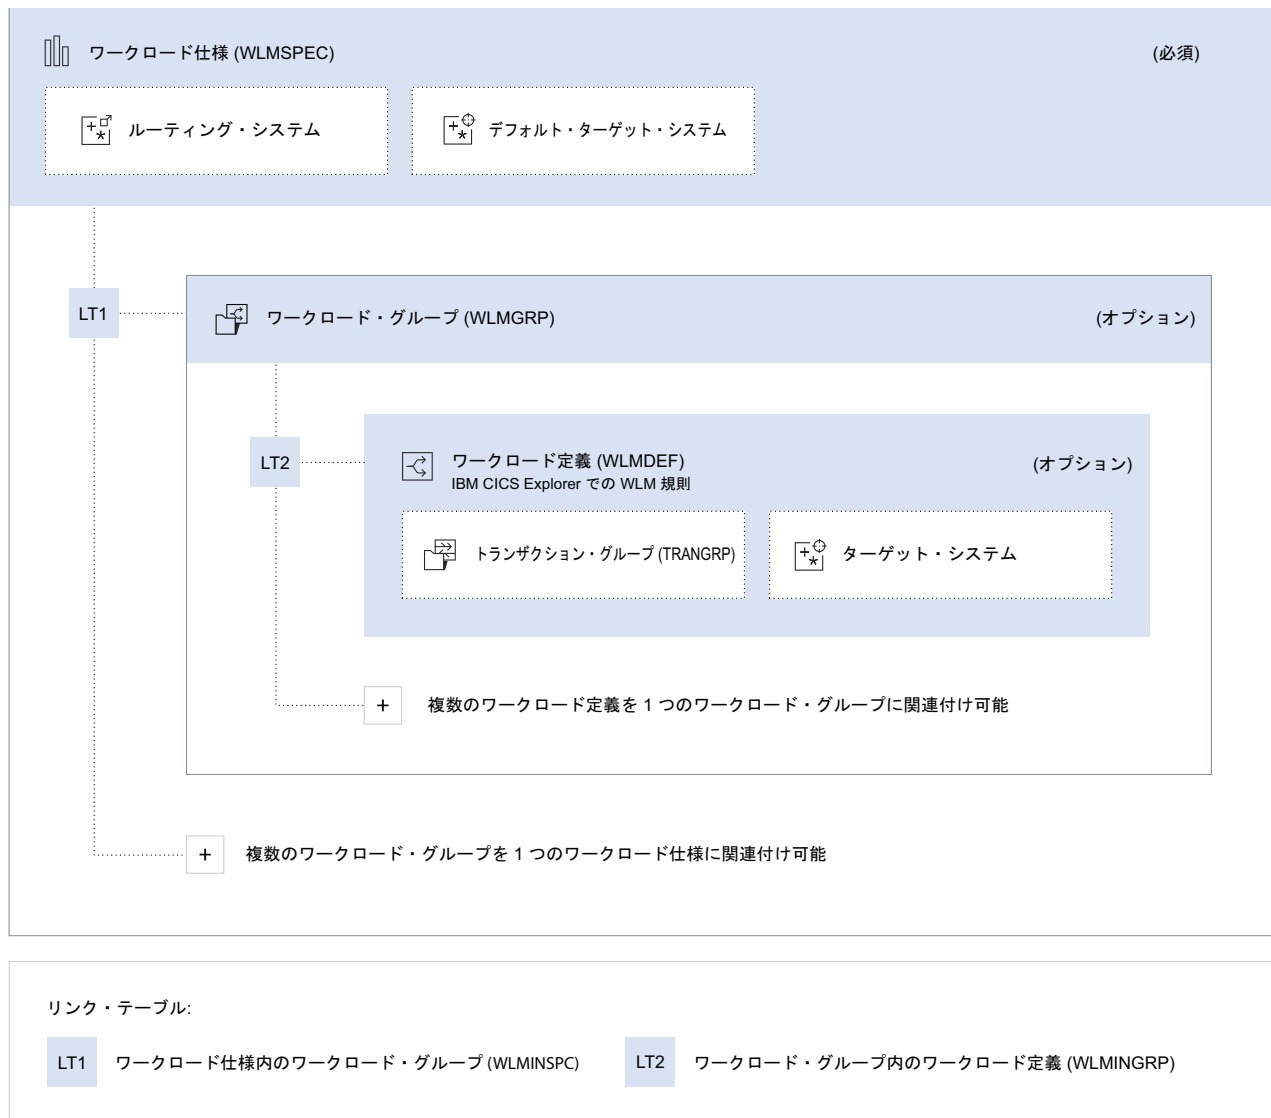 ワークロード仕様 (WLMSPEC)
(必須)
ルーティング・システム
デフォルト・ターゲット・システム
LT1
ワークロード・グループ (WLMGRP)
(オプション)
LT2
ワークロード定義 (WLMDEF)
(オプション)
IBM CICS Explorer での WLM 規則
トランザクション・グループ (TRANGRP)
ターゲット・システム
+ 複数のワークロード定義を 1 つのワークロード・グループに関連付け可能
+ 複数のワークロード・グループを 1 つのワークロード仕様に関連付け可能
リンク・テーブル:
LT1 ワークロード仕様内のワークロード・グループ (WLMINSPC)
LT2 ワークロード・グループ内のワークロード定義 (WLMINGRP)